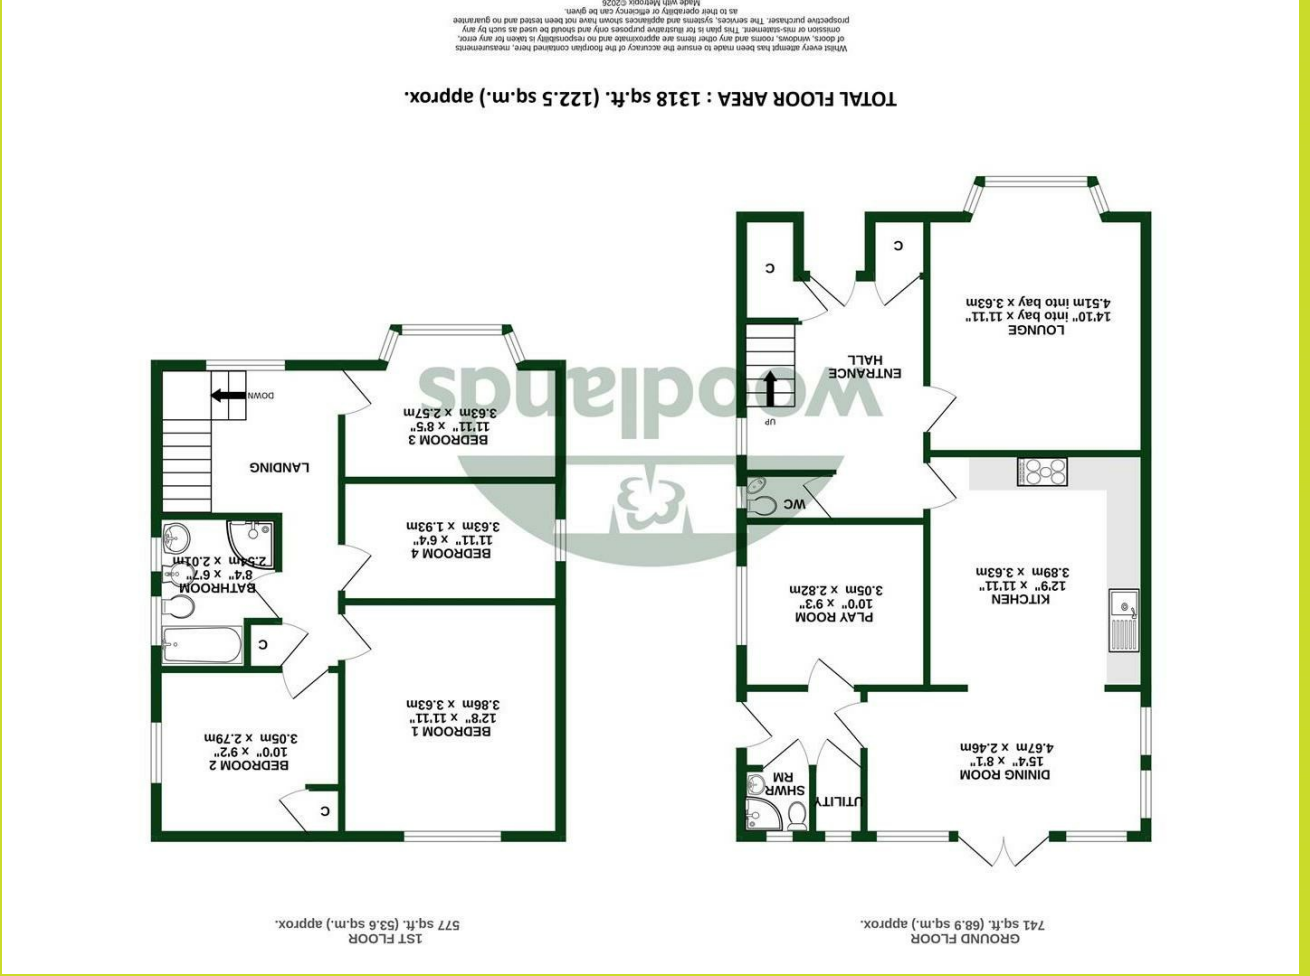 GROUND FLOOR
741 sq.ft. (68.9 sq.m.) approx.
DINING ROOM
15'4" x 8'1"
4.67m x 2.46m
UTILITY
SHWR
RM
KITCHEN
12'9" x 11'11"
3.89m x 3.63m
PLAY ROOM
10'0" x 9'3"
3.05m x 2.82m
WC
UP
ENTRANCE
HALL
LOUNGE
14'10" into bay x 11'11"
4.51m into bay x 3.63m
C
C
1ST FLOOR
577 sq.ft. (53.6 sq.m.) approx.
C
BEDROOM 1
12'8" x 11'11"
3.86m x 3.63m
BEDROOM 2
10'0" x 9'2"
3.05m x 2.79m
C
BATHROOM
8'4" x 6'7"
2.54m x 2.01m
BEDROOM 4
11'11" x 6'4"
3.63m x 1.93m
LANDING
BEDROOM 3
11'11" x 8'5"
3.63m x 2.57m
DOWN
woodlands
TOTAL FLOOR AREA : 1318 sq.ft. (122.5 sq.m.) approx.
Whilst every attempt has been made to ensure the accuracy of the floorplan contained here, measurements
of doors, windows, rooms and any other items are approximate and no responsibility is taken for any error,
omission or mis-statement. This plan is for illustrative purposes only and should be used as such by any
prospective purchaser. The services, systems and appliances shown have not been tested and no guarantee
as to their operability or efficiency can be given.
Made with Metropix ©2026